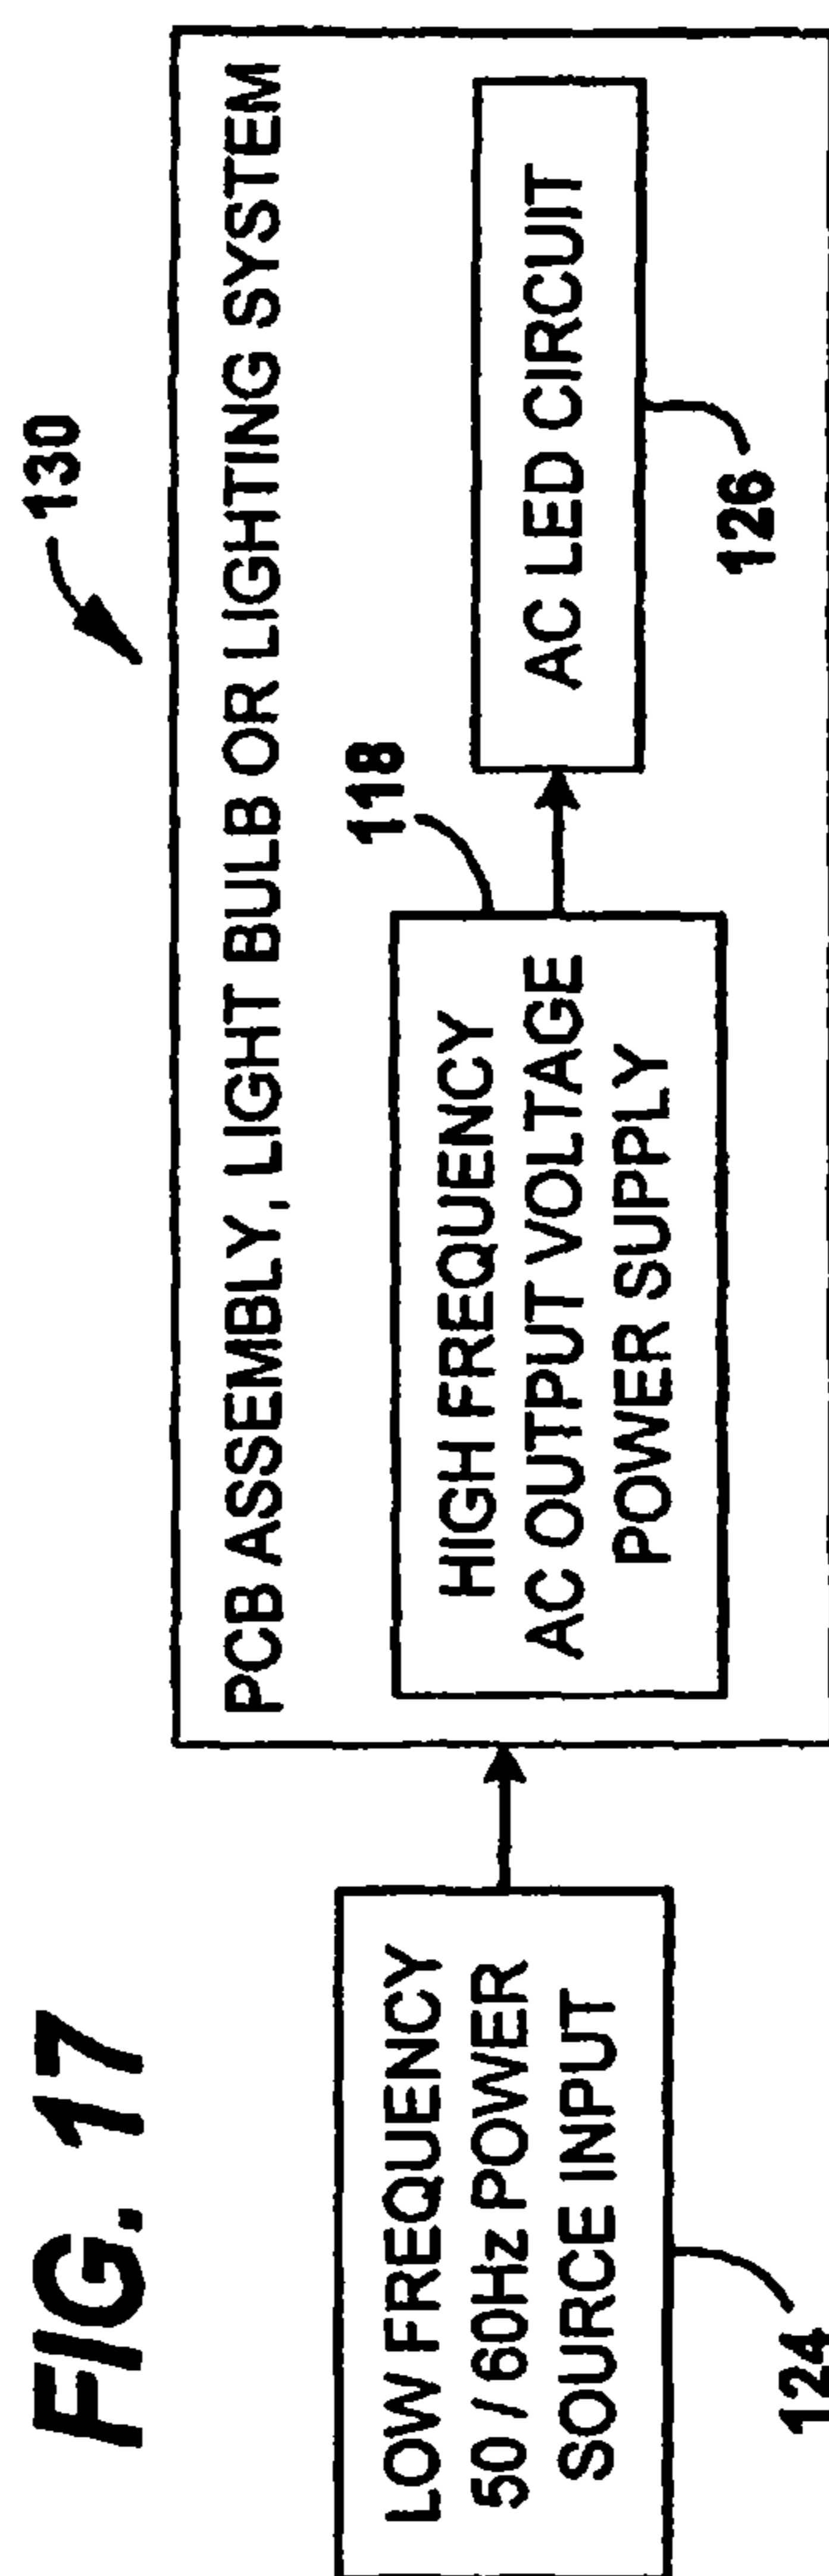 FIG. 17
130
PCB ASSEMBLY, LIGHT BULB OR LIGHTING SYSTEM
LOW FREQUENCY
50 / 60Hz POWER
SOURCE INPUT
124
118
HIGH FREQUENCY
AC OUTPUT VOLTAGE
POWER SUPPLY
AC LED CIRCUIT
126